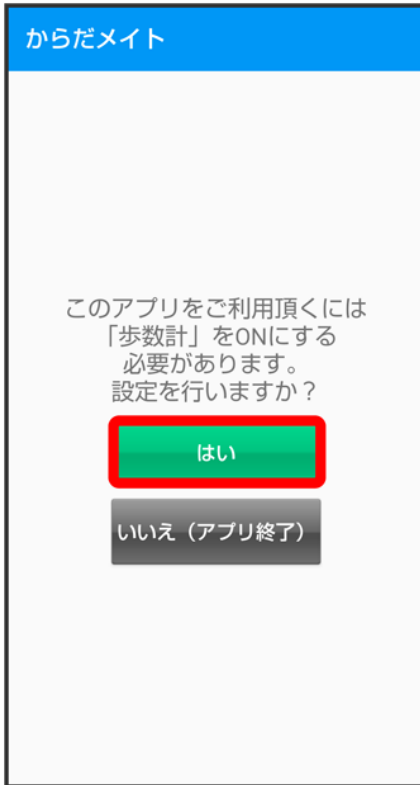 からだメイト
このアプリをご利用頂くには
「歩数計」をONにする
必要があります。
設定を行いますか？
はい
いいえ（アプリ終了）